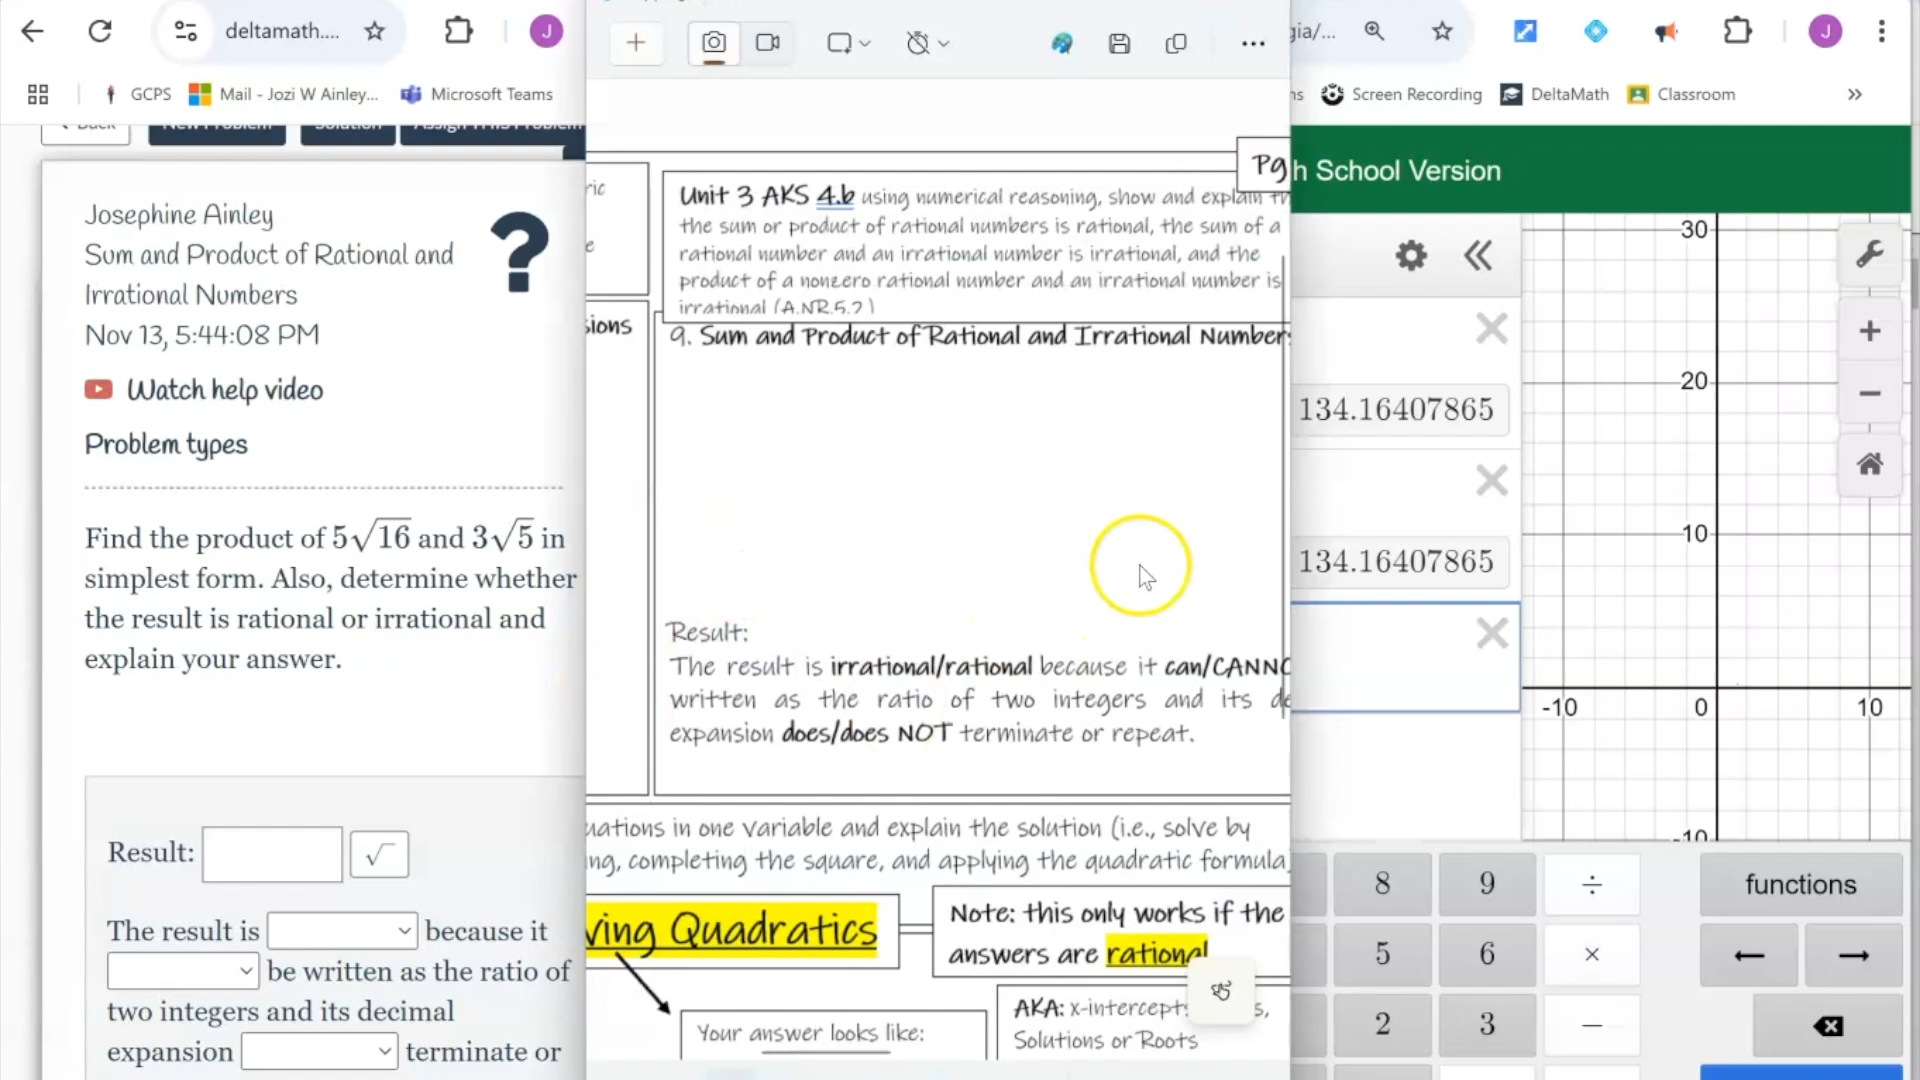 deltamath....
J
GCPS
Mail - Jozi W Ainley...
Microsoft Teams
Josephine Ainley
Sum and Product of Rational and
Irrational Numbers
Nov 13, 5:44:08 PM
?
Watch help video
Problem types
Find the product of 5√16 and 3√5 in
simplest form. Also, determine whether
the result is rational or irrational and
explain your answer.
Result:
√
The result is
because it
be written as the ratio of
two integers and its decimal
expansion
terminate or
Pg
Unit 3 AKS 4.b using numerical reasoning, show and explain
the sum or product of rational numbers is rational, the sum of a
rational number and an irrational number is irrational, and the
product of a nonzero rational number and an irrational number is
irrational (A.NR.5.2)
9. Sum and Product of Rational and Irrational Numbers
Result:
The result is irrational/rational because it can/CANNO
written as the ratio of two integers and its de
expansion does/does NOT terminate or repeat.
uations in one variable and explain the solution (i.e., solve by
ng, completing the square, and applying the quadratic formula
ving Quadratics
Note: this only works if the
answers are rational
Your answer looks like:
AKA: x-intercepts
Solutions or Roots
gia/...
J
Screen Recording
DeltaMath
Classroom
h School Version
134.16407865
134.16407865
30
20
10
-10
0
10
-10
8
9
÷
functions
5
6
×
←
→
2
3
−